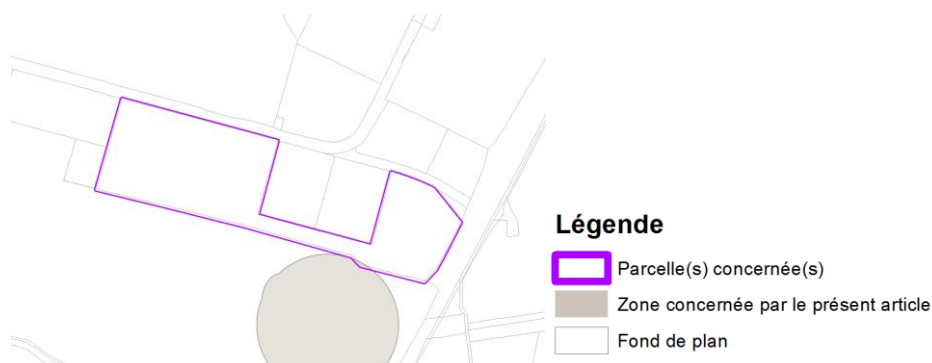 Légende
Parcelle(s) concernée(s)
Zone concernée par le présent article
Fond de plan